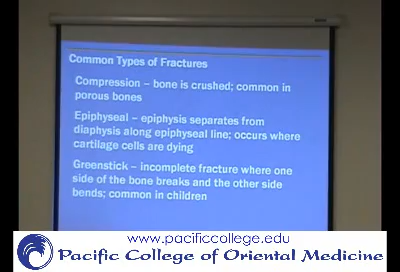 Common Types of Fractures
Compression – bone is crushed; common in
porous bones
Epiphyseal – epiphysis separates from
diaphysis along epiphyseal line; occurs where
cartilage cells are dying
Greenstick – incomplete fracture where one
side of the bone breaks and the other side
bends; common in children
www.pacificcollege.edu
Pacific College of Oriental Medicine